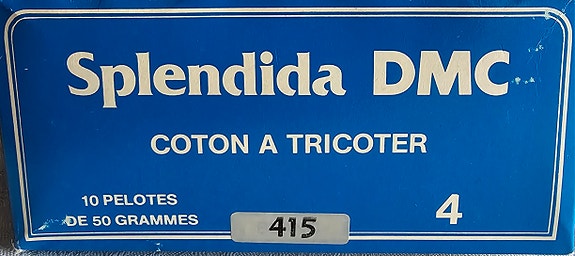 Splendida DMC
COTON A TRICOTER
10 PELOTES
DE 50 GRAMMES
415
4